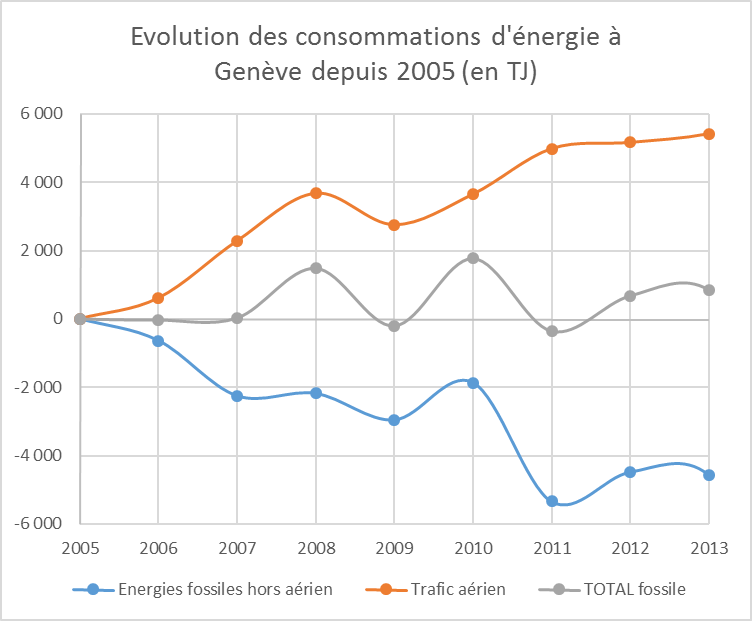 Evolution des consommations d'énergie à
Genève depuis 2005 (en TJ)
6 000
4 000
2 000
0
-2 000
-4 000
-6 000
2005 2006 2007 2008 2009 2010 2011 2012 2013
Energies fossiles hors aérien Trafic aérien TOTAL fossile